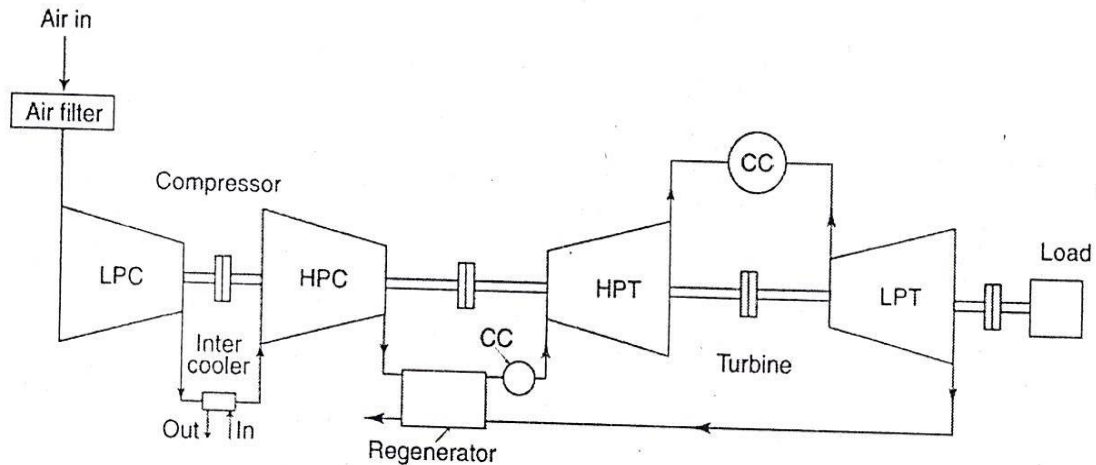 Air in
Air filter
Compressor
LPC
HPC
Inter
cooler
Out
In
CC
Regenerator
HPT
CC
Turbine
LPT
Load